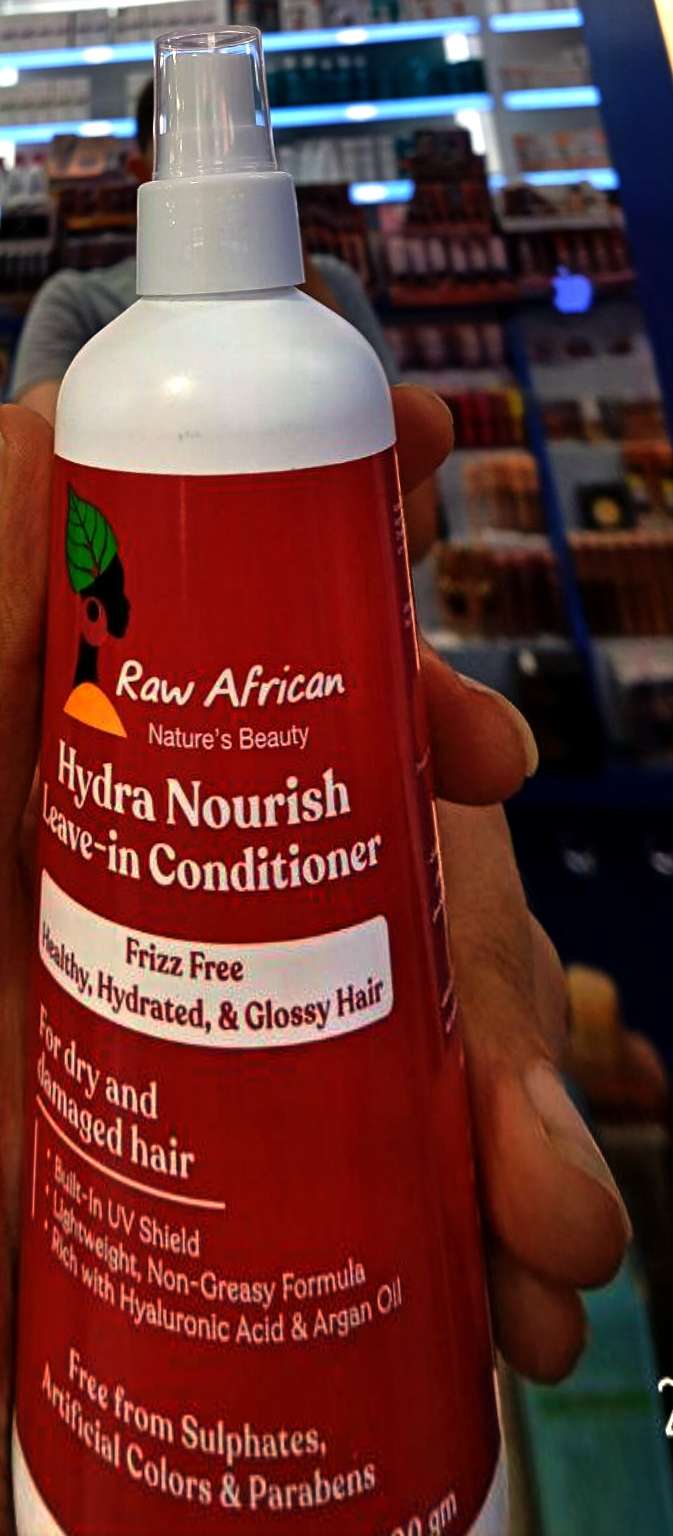 Raw African
Nature's Beauty
Hydra Nourish
Leave-in Conditioner
Frizz Free
Healthy, Hydrated, & Glossy Hair
For dry and
damaged hair
• Built-in UV Shield
• Lightweight, Non-Greasy Formula
• Rich with Hyaluronic Acid & Argan Oil
Free from Sulphates,
Artificial Colors & Parabens
gm